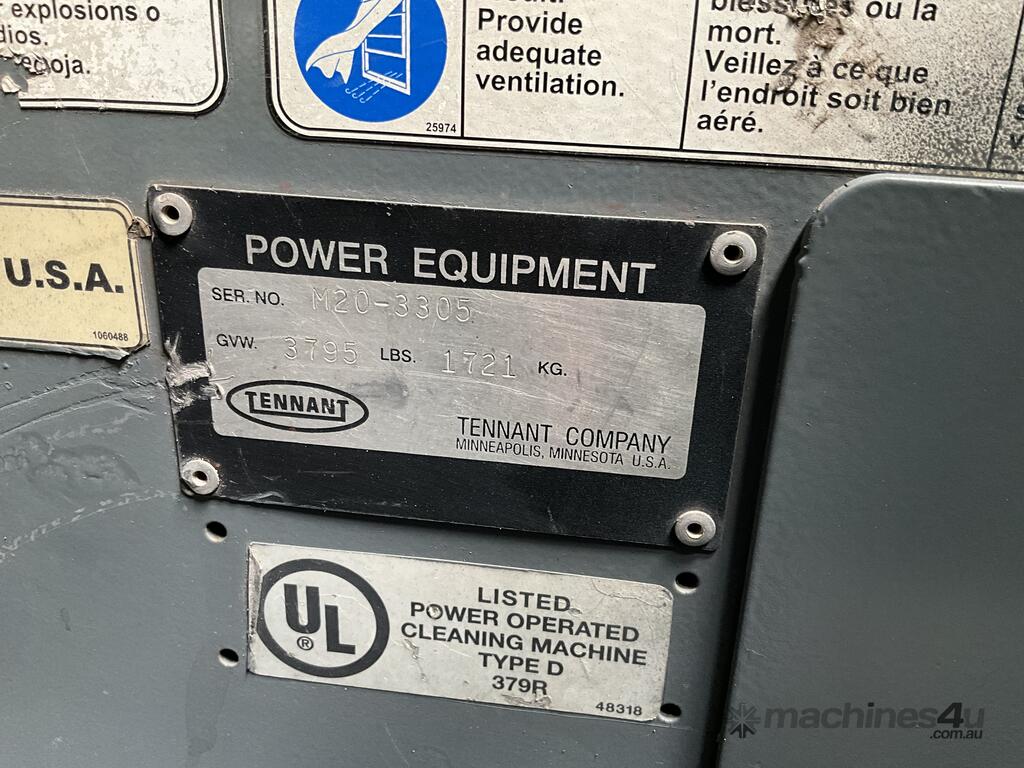 explosions o
dios.
Provide
adequate
ventilation.
25974
ou la
mort.
Veillez à ce que
l'endroit soit bien
aéré.
U.S.A.
1060488
POWER EQUIPMENT
SER. NO. M20-3305
GVW. 3795 LBS. 1721 KG.
TENNANT
TENNANT COMPANY
MINNEAPOLIS, MINNESOTA U.S.A.
UL
®
LISTED
POWER OPERATED
CLEANING MACHINE
TYPE D
379R
48318
machines4u
.com.au